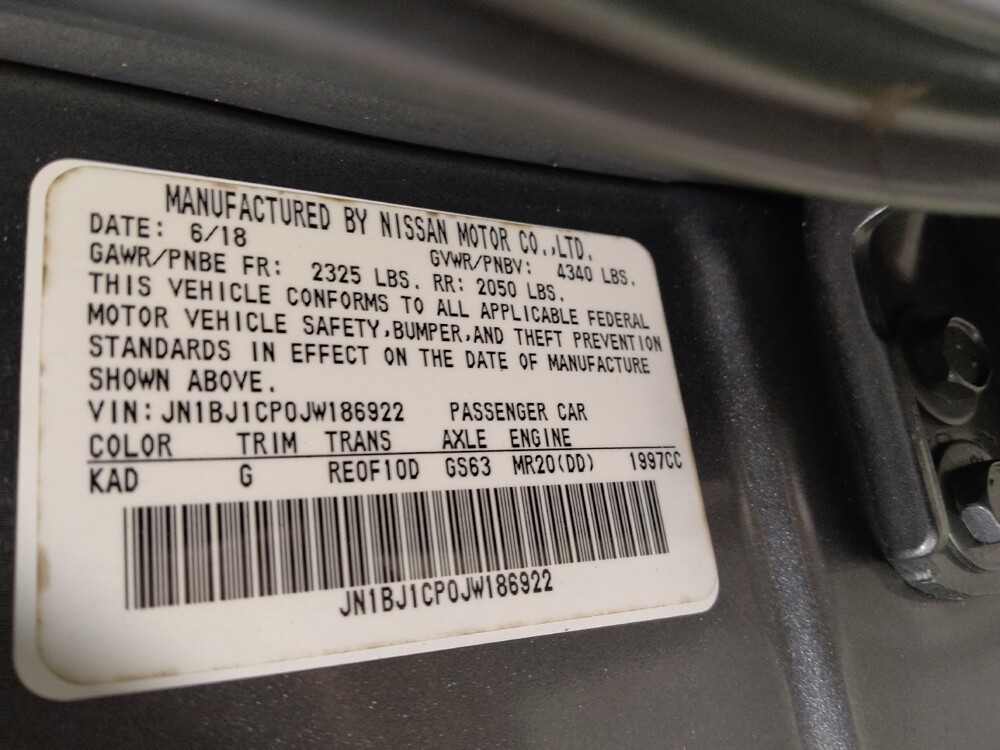 MANUFACTURED BY NISSAN MOTOR CO.,LTD.
DATE: 6/18 GVWR/PNBV: 4340 LBS.
GAWR/PNBE FR: 2325 LBS. RR: 2050 LBS.
THIS VEHICLE CONFORMS TO ALL APPLICABLE FEDERAL
MOTOR VEHICLE SAFETY,BUMPER,AND THEFT PREVENTION
STANDARDS IN EFFECT ON THE DATE OF MANUFACTURE
SHOWN ABOVE.
VIN: JN1BJ1CP0JW186922 PASSENGER CAR
COLOR TRIM TRANS AXLE ENGINE
KAD G RE0F10D GS63 MR20(DD) 1997CC
JN1BJ1CP0JW186922